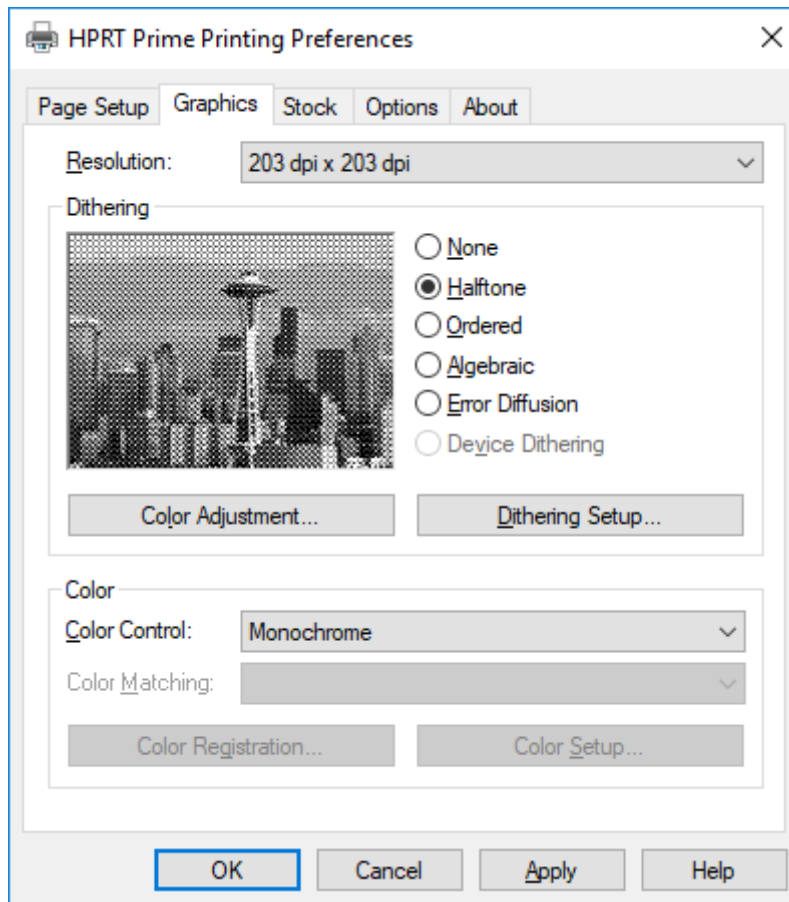 HPRT Prime Printing Preferences
Page Setup Graphics Stock Options About
Resolution: 203 dpi x 203 dpi
Dithering
None
Halftone
Ordered
Algebraic
Error Diffusion
Device Dithering
Color Adjustment... Dithering Setup...
Color
Color Control: Monochrome
Color Matching:
Color Registration... Color Setup...
OK Cancel Apply Help